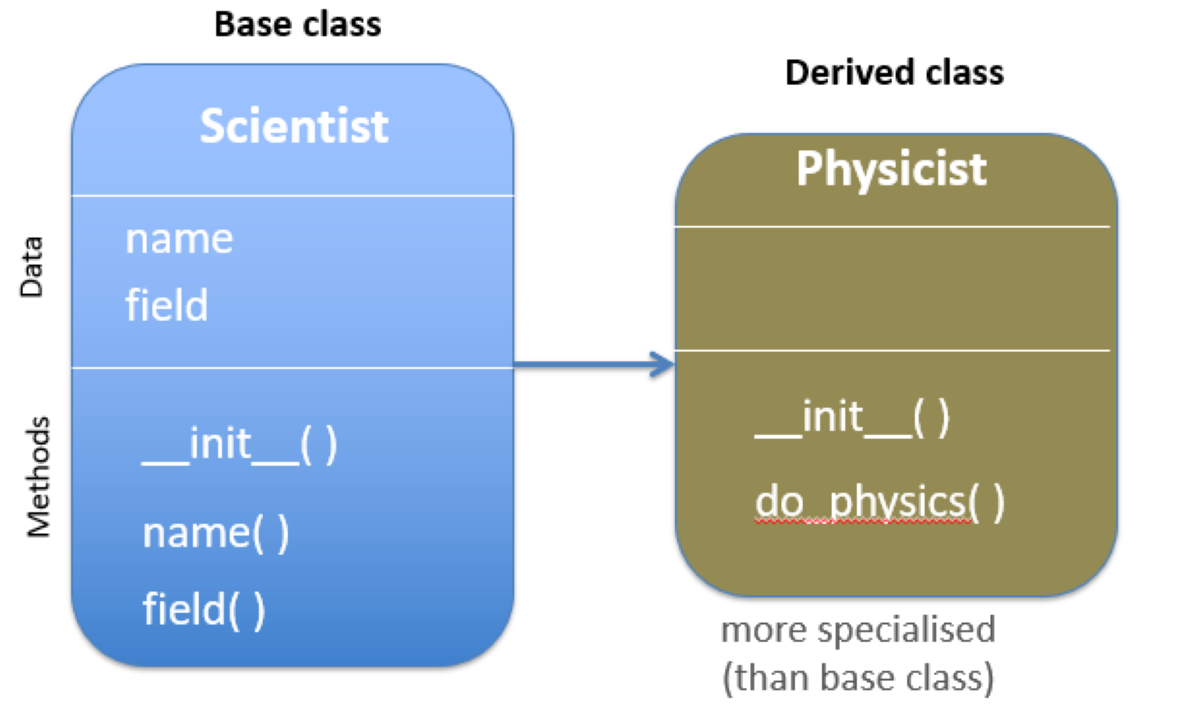 Base class
Scientist
Data
name
field
Methods
__init__( )
name( )
field( )
Derived class
Physicist
__init__( )
do_physics( )
more specialised
(than base class)